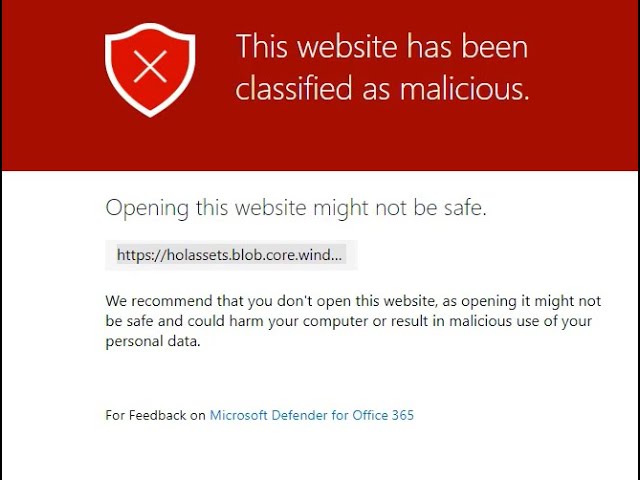 This website has been
classified as malicious.
Opening this website might not be safe.
https://holassets.blob.core.wind...
We recommend that you don't open this website, as opening it might not
be safe and could harm your computer or result in malicious use of your
personal data.
For Feedback on Microsoft Defender for Office 365